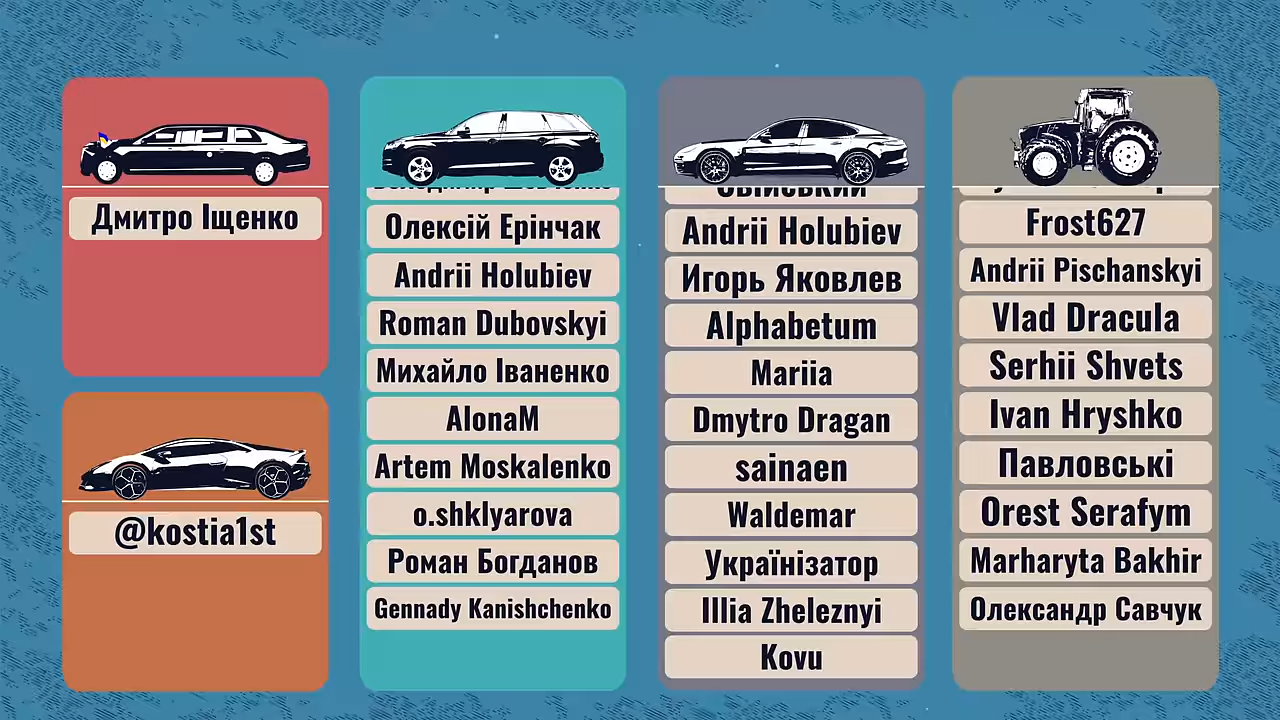 Дмитро Іщенко
@kostia1st
Олексій Ерінчак
Andrii Holubiev
Roman Dubovskyi
Михайло Іваненко
AlonaM
Artem Moskalenko
o.shklyarova
Роман Богданов
Gennady Kanishchenko
Andrii Holubiev
Игорь Яковлев
Alphabetum
Mariia
Dmytro Dragan
sainaen
Waldemar
Українізатор
Illia Zheleznyi
Kovu
Frost627
Andrii Pischanskyi
Vlad Dracula
Serhii Shvets
Ivan Hryshko
Павловські
Orest Serafym
Marharyta Bakhir
Олександр Савчук